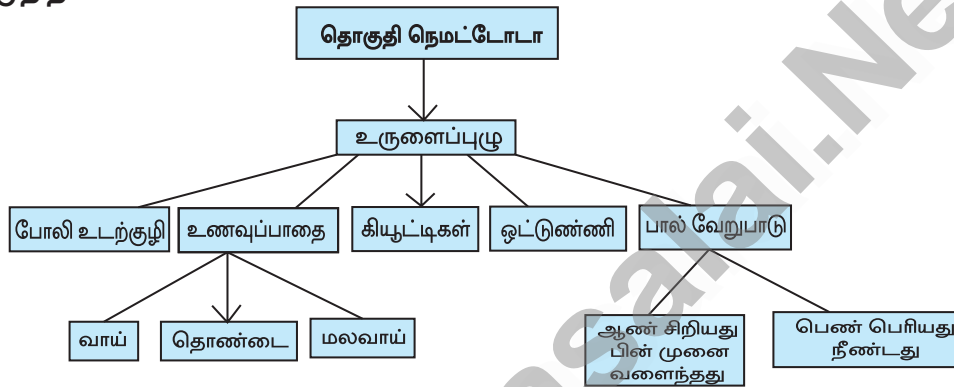 தொகுதி நெமட்டோடா
உருளைப்புழு
போலி உடற்குழி
உணவுப்பாதை
கியூட்டிகள்
ஒட்டுண்ணி
பால் வேறுபாடு
வாய்
தொண்டை
மலவாய்
ஆண் சிறியது
பின் முனை
வளைந்தது
பெண் பெரியது
நீண்டது